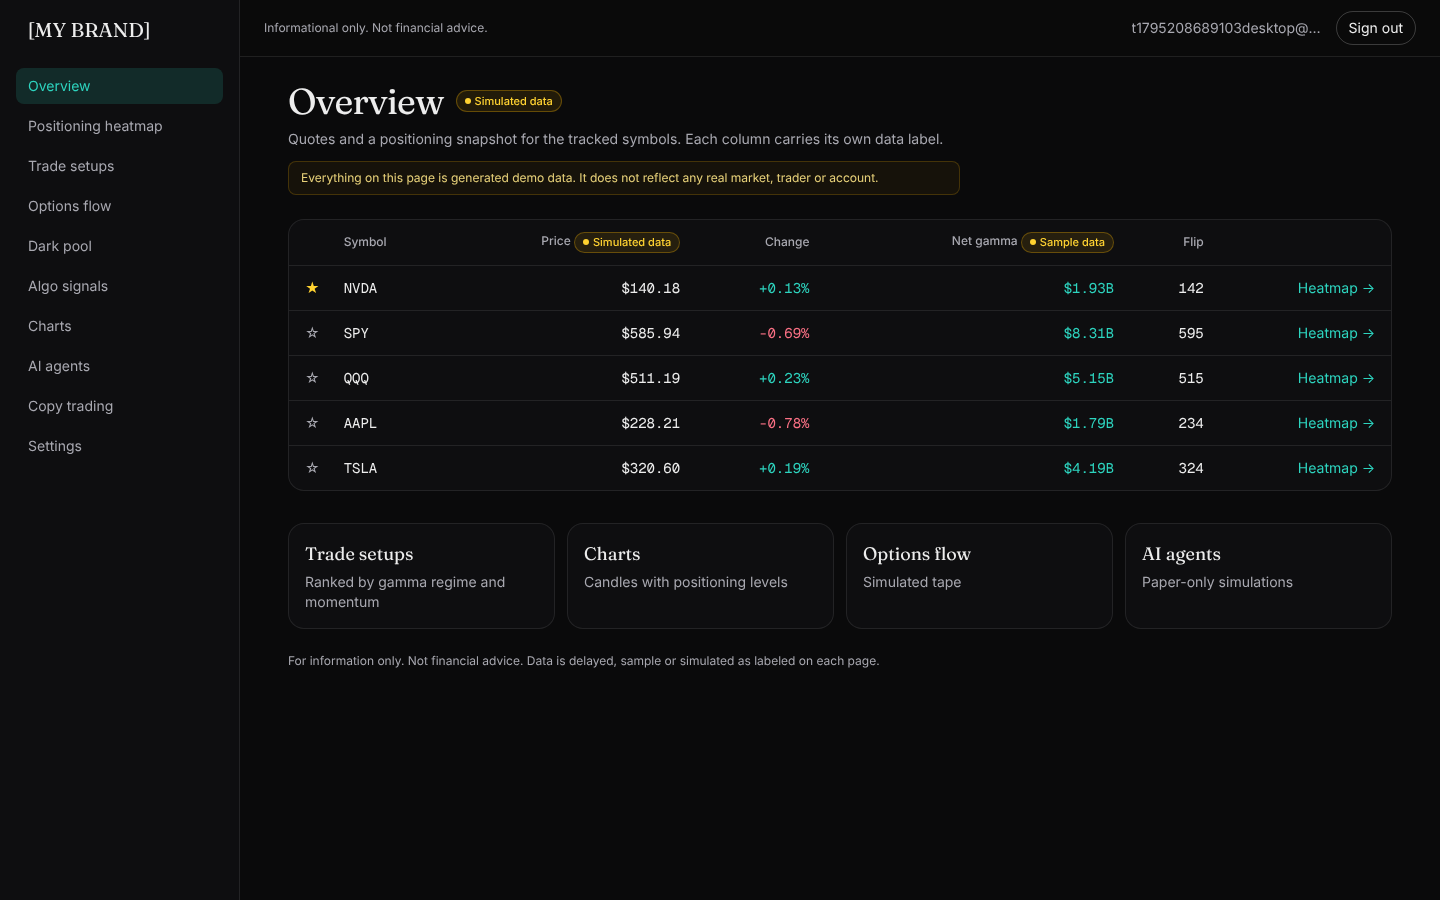 [MY BRAND]
Informational only. Not financial advice.
t1795208689103desktop@...
Sign out
Overview
Positioning heatmap
Trade setups
Options flow
Dark pool
Algo signals
Charts
AI agents
Copy trading
Settings
Overview
Simulated data
Quotes and a positioning snapshot for the tracked symbols. Each column carries its own data label.
Everything on this page is generated demo data. It does not reflect any real market, trader or account.
Symbol Price Simulated data Change Net gamma Sample data Flip
★ NVDA $140.18 +0.13% $1.93B 142 Heatmap →
☆ SPY $585.94 -0.69% $8.31B 595 Heatmap →
☆ QQQ $511.19 +0.23% $5.15B 515 Heatmap →
☆ AAPL $228.21 -0.78% $1.79B 234 Heatmap →
☆ TSLA $320.60 +0.19% $4.19B 324 Heatmap →
Trade setups
Ranked by gamma regime and
momentum
Charts
Candles with positioning levels
Options flow
Simulated tape
AI agents
Paper-only simulations
For information only. Not financial advice. Data is delayed, sample or simulated as labeled on each page.